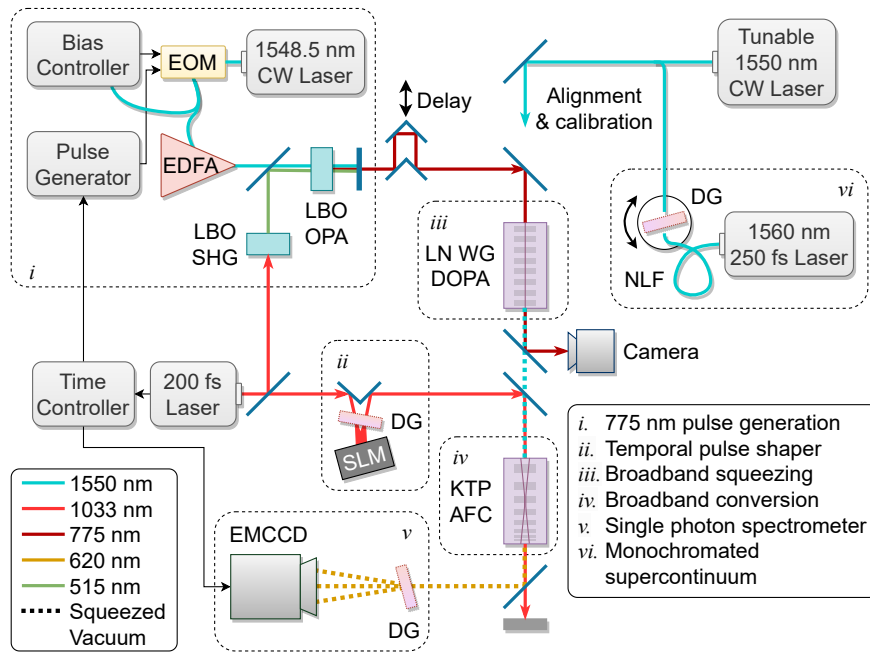 Bias
Controller
EOM
1548.5 nm
CW Laser
Pulse
Generator
EDFA
LBO
SHG
LBO
OPA
i
Delay
Tunable
1550 nm
CW Laser
Alignment
& calibration
iii
LN WG
DOPA
vi
DG
NLF
1560 nm
250 fs Laser
Camera
Time
Controller
200 fs
Laser
ii
DG
SLM
iv
KTP
AFC
v
EMCCD
DG
1550 nm
1033 nm
775 nm
620 nm
515 nm
Squeezed
Vacuum
i. 775 nm pulse generation
ii. Temporal pulse shaper
iii. Broadband squeezing
iv. Broadband conversion
v. Single photon spectrometer
vi. Monochromated
supercontinuum